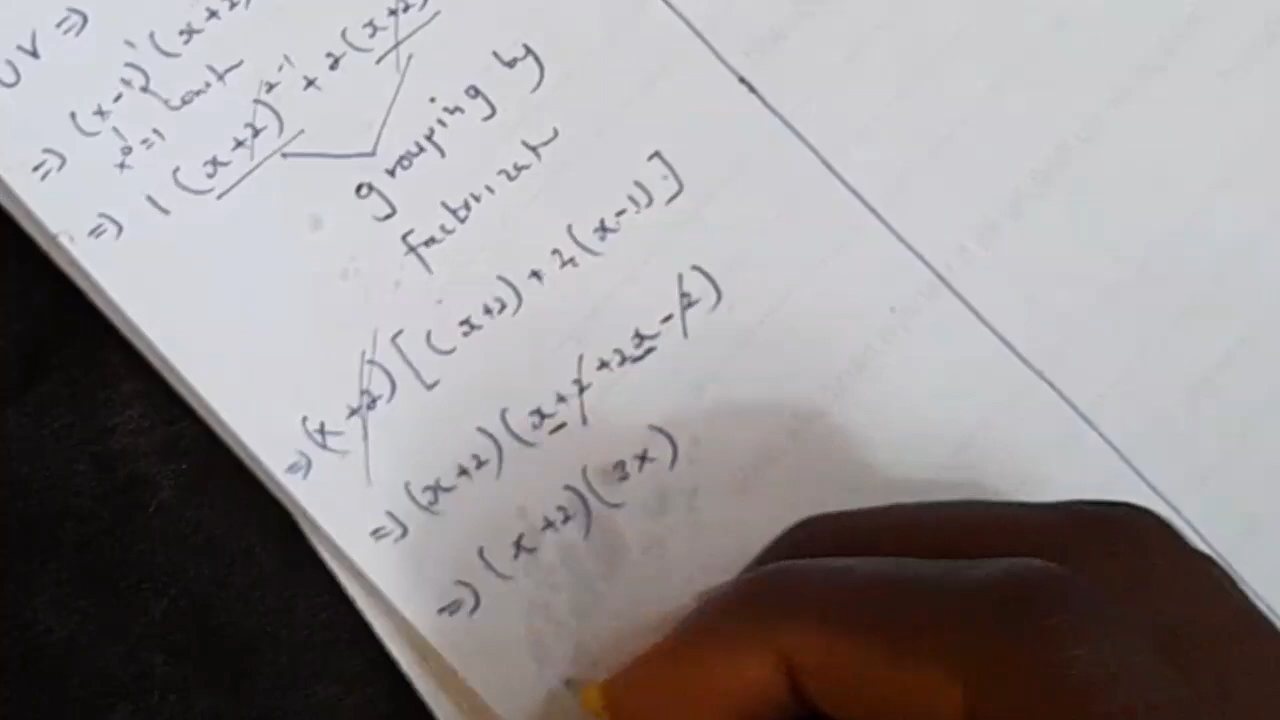 UV =>
=> (x-1)' (x+2)
x⁰=1 const
=> 1 (x+2)²⁻¹ + 2(x+2)
grouping by
factorizat
=> (x+2) [(x+2) + 2(x-1)]
=> (x+2) (x+2+2x-2)
=> (x+2) (3x)